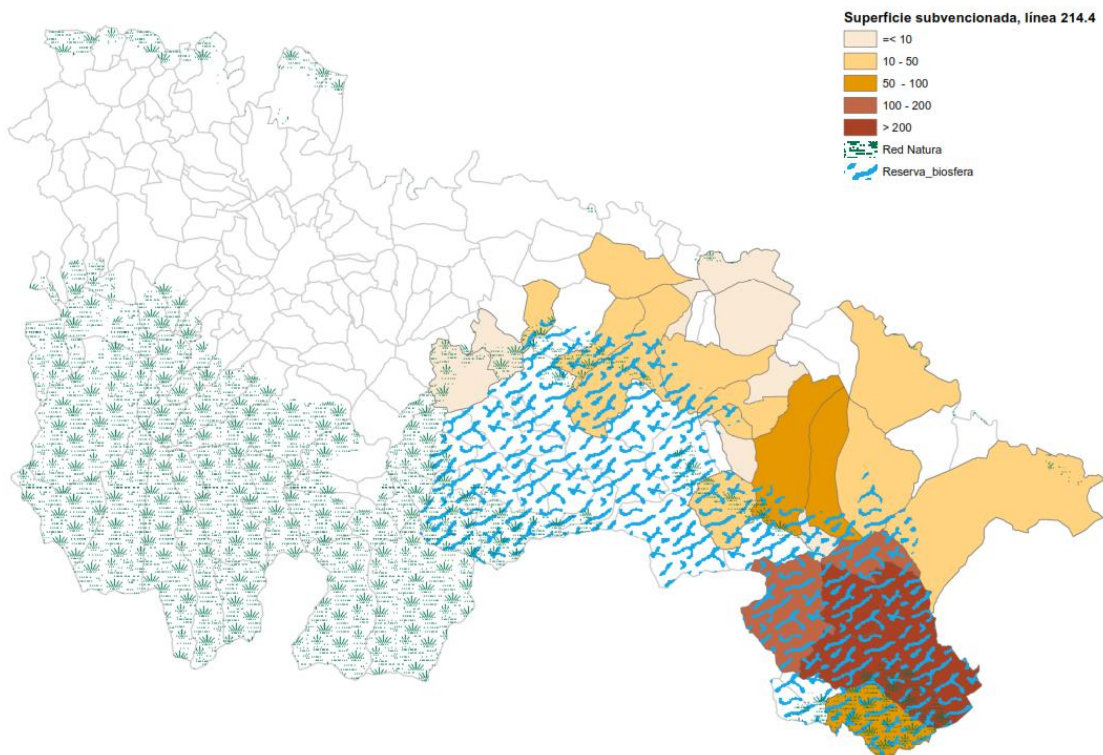 Superficie subvencionada, línea 214.4
=< 10
10 - 50
50 - 100
100 - 200
> 200
Red Natura
Reserva_biosfera